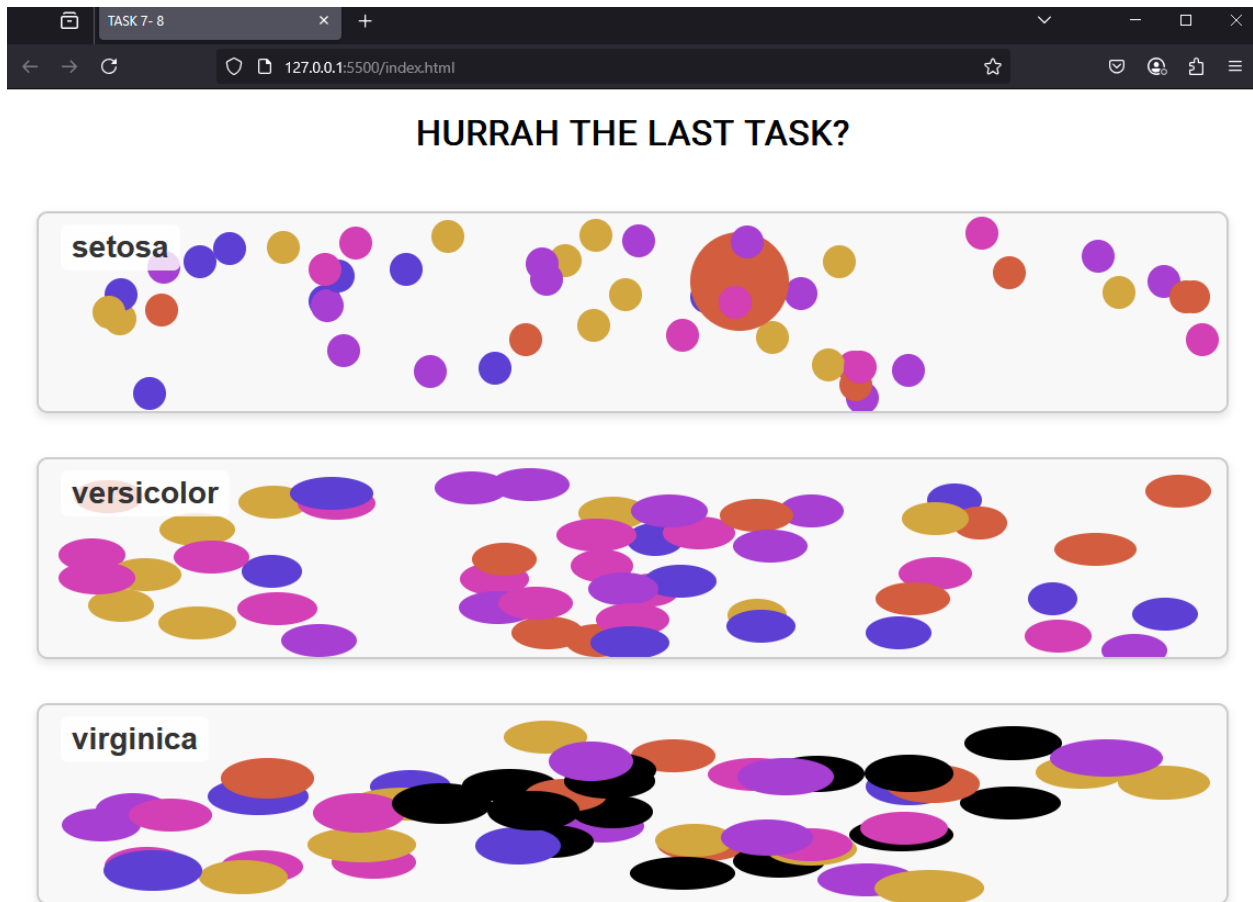 TASK 7- 8
127.0.0.1:5500/index.html
HURRAH THE LAST TASK?
setosa
versicolor
virginica